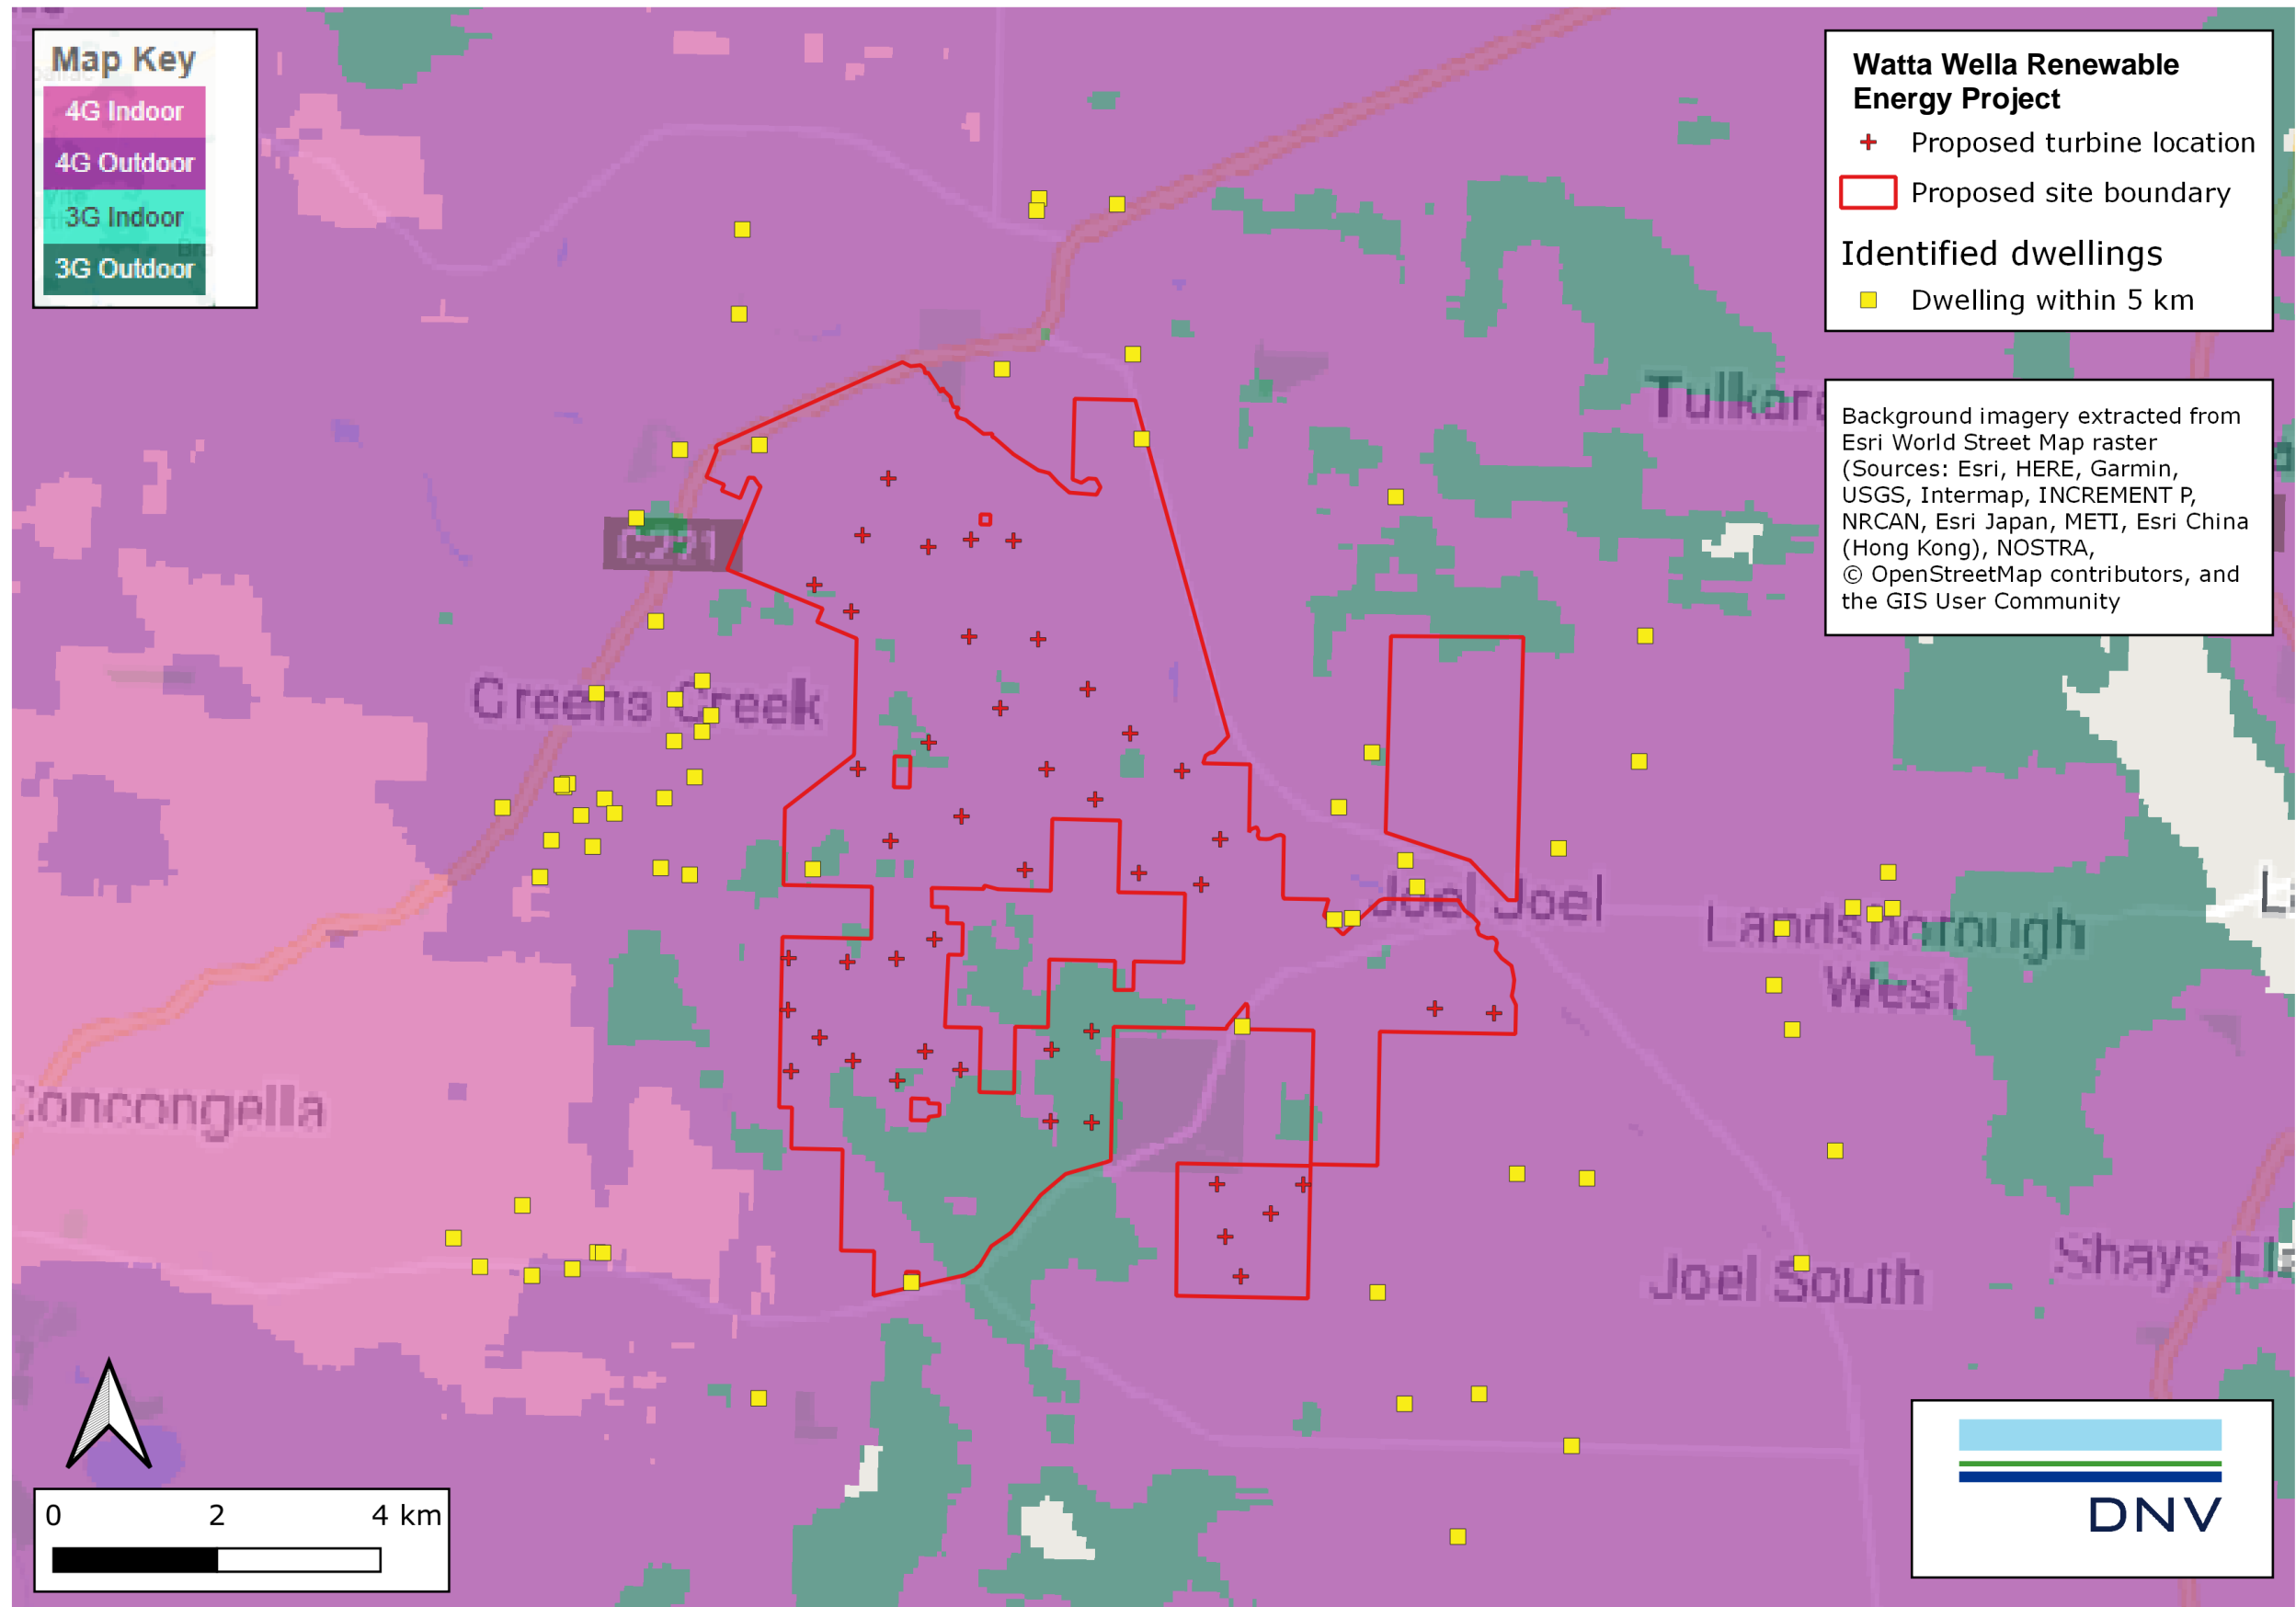 Map Key
4G Indoor
4G Outdoor
3G Indoor
3G Outdoor
Watta Wella Renewable
Energy Project
Proposed turbine location
Proposed site boundary
Identified dwellings
Dwelling within 5 km
Background imagery extracted from
Esri World Street Map raster
(Sources: Esri, HERE, Garmin,
USGS, Intermap, INCREMENT P,
NRCAN, Esri Japan, METI, Esri China
(Hong Kong), NOSTRA,
© OpenStreetMap contributors, and
the GIS User Community
C221
Greens Creek
Joel Joel
Landsborough
West
Concongella
Joel South
Shays
0 2 4 km
DNV